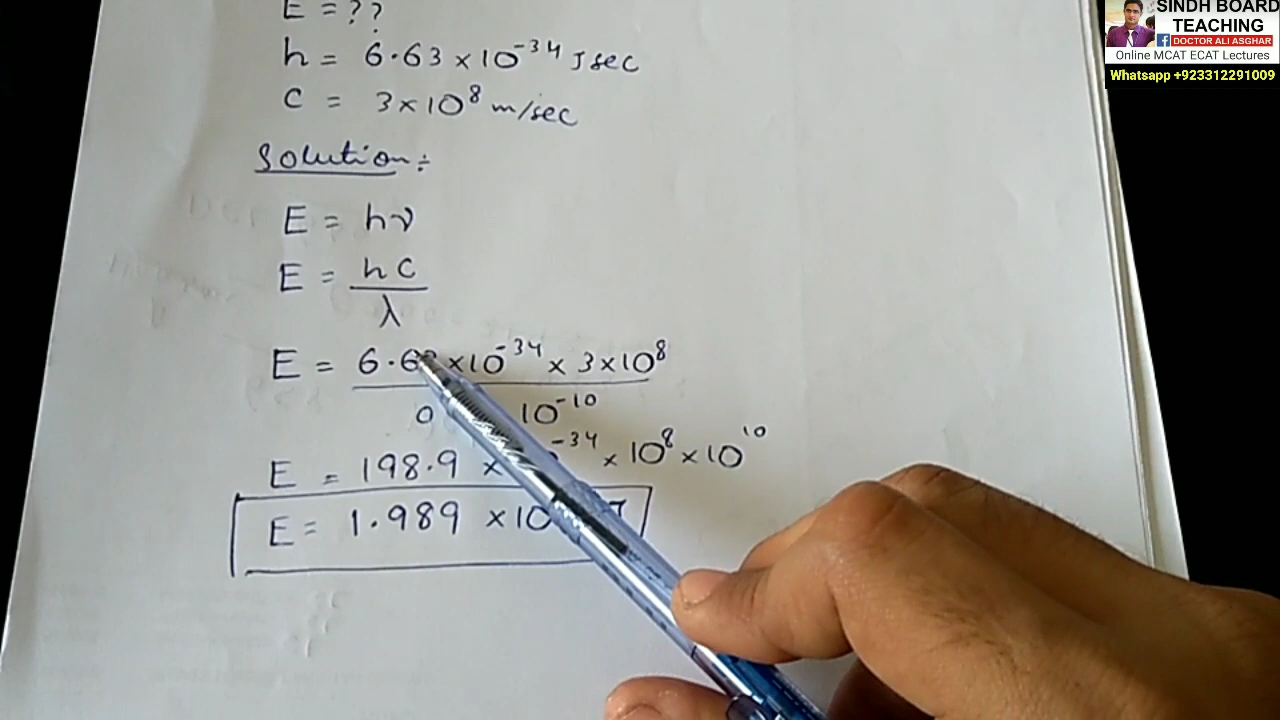 SINDH BOARD
TEACHING
DOCTOR ALI ASGHAR
Online MCAT ECAT Lectures
Whatsapp +923312291009
E = ??
h = 6.63 × 10⁻³⁴ J sec
C = 3 × 10⁸ m/sec
Solution:
E = hν
E = hC
λ
E = 6.63 × 10⁻³⁴ × 3 × 10⁸
0 10⁻¹⁰
E = 198.9 × ⁻³⁴ × 10⁸ × 10¹⁰
E = 1.989 × 10